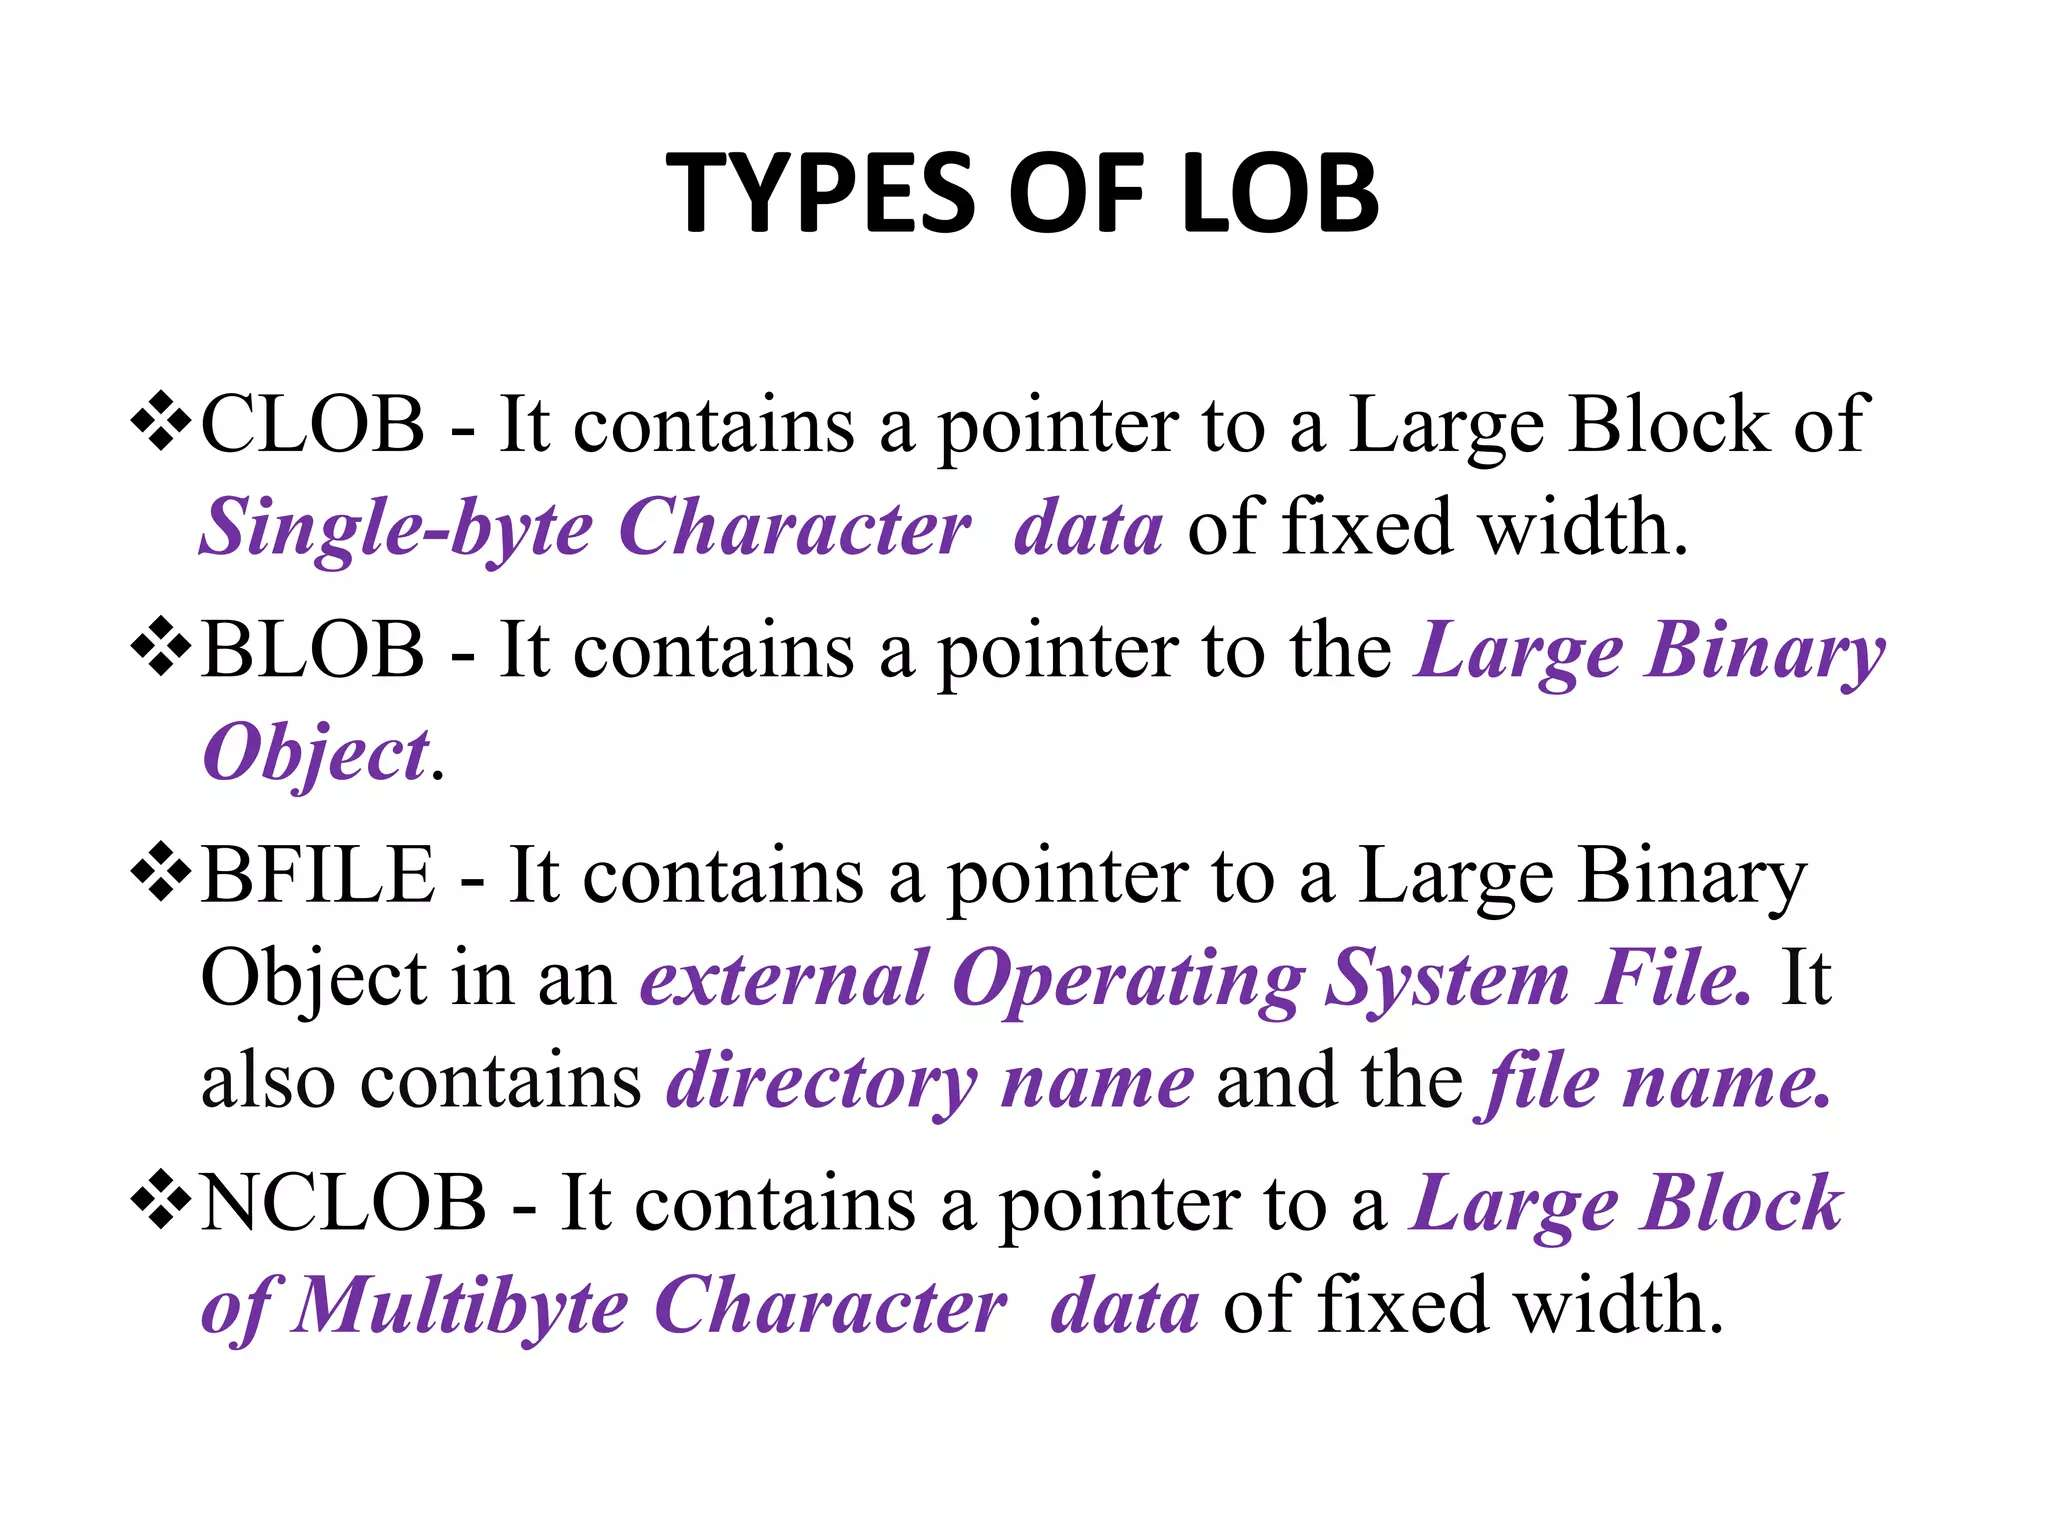 TYPES OF LOB
❖CLOB - It contains a pointer to a Large Block of
Single-byte Character  data of fixed width.
❖BLOB - It contains a pointer to the Large Binary
Object.
❖BFILE - It contains a pointer to a Large Binary
Object in an external Operating System File. It
also contains directory name and the file name.
❖NCLOB - It contains a pointer to a Large Block
of Multibyte Character  data of fixed width.